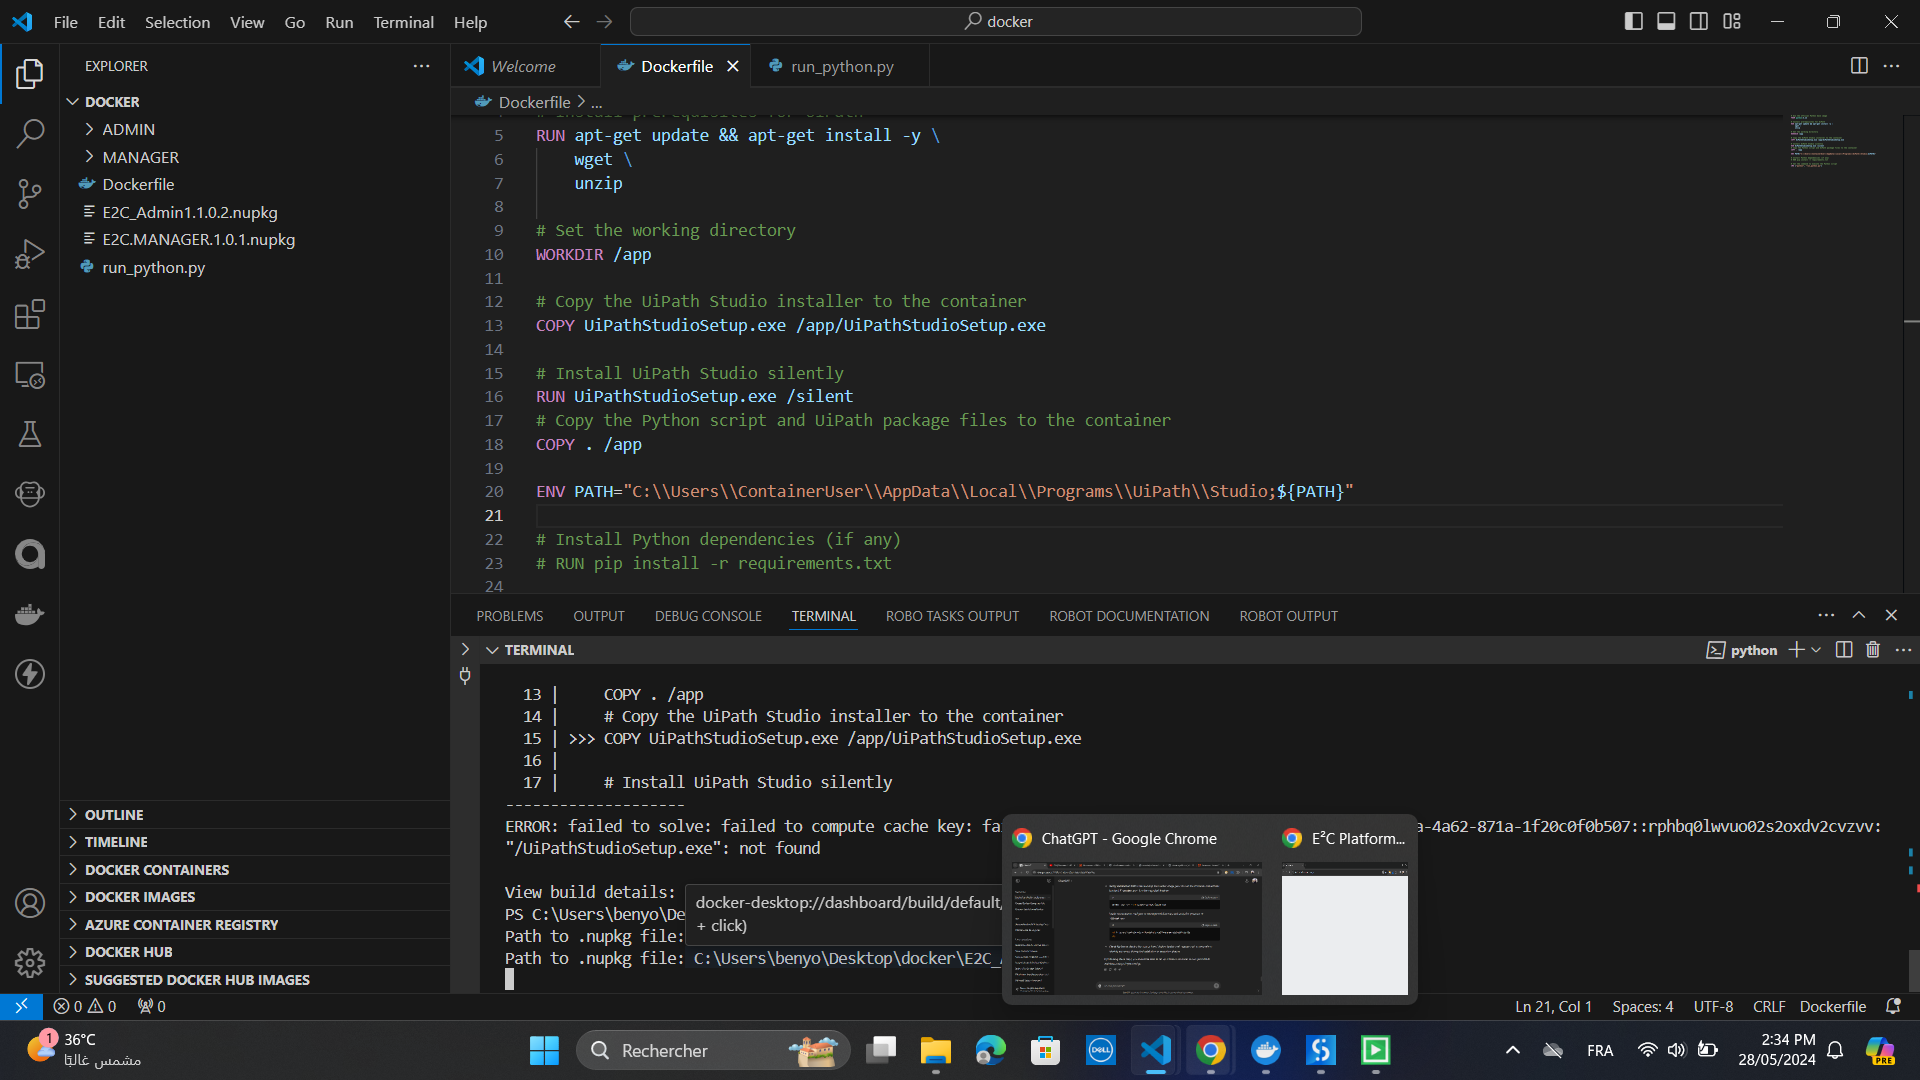 File Edit Selection View Go Run Terminal Help
docker
EXPLORER
DOCKER
ADMIN
MANAGER
Dockerfile
E2C_Admin1.1.0.2.nupkg
E2C.MANAGER.1.0.1.nupkg
run_python.py
OUTLINE
TIMELINE
DOCKER CONTAINERS
DOCKER IMAGES
AZURE CONTAINER REGISTRY
DOCKER HUB
SUGGESTED DOCKER HUB IMAGES
Welcome
Dockerfile
run_python.py
Dockerfile > ...
5 RUN apt-get update && apt-get install -y \
6 wget \
7 unzip
8
9 # Set the working directory
10 WORKDIR /app
11
12 # Copy the UiPath Studio installer to the container
13 COPY UiPathStudioSetup.exe /app/UiPathStudioSetup.exe
14
15 # Install UiPath Studio silently
16 RUN UiPathStudioSetup.exe /silent
17 # Copy the Python script and UiPath package files to the container
18 COPY . /app
19
20 ENV PATH="C:\\Users\\ContainerUser\\AppData\\Local\\Programs\\UiPath\\Studio;${PATH}"
21
22 # Install Python dependencies (if any)
23 # RUN pip install -r requirements.txt
24
PROBLEMS OUTPUT DEBUG CONSOLE TERMINAL ROBO TASKS OUTPUT ROBOT DOCUMENTATION ROBOT OUTPUT
TERMINAL
python
13 | COPY . /app
14 | # Copy the UiPath Studio installer to the container
15 | >>> COPY UiPathStudioSetup.exe /app/UiPathStudioSetup.exe
16 |
17 | # Install UiPath Studio silently
--------------------
ERROR: failed to solve: failed to compute cache key: fa a-4a62-871a-1f20c0f0b507::rphbq0lwvuo02s2oxdv2cvzvv:
"/UiPathStudioSetup.exe": not found
View build details:
PS C:\Users\benyo\De
Path to .nupkg file:
Path to .nupkg file: C:\Users\benyo\Desktop\docker\E2C_
docker-desktop://dashboard/build/default/
+ click)
ChatGPT - Google Chrome
E²C Platform...
0 0 0
Ln 21, Col 1 Spaces: 4 UTF-8 CRLF Dockerfile
1
36°C
مشمس غالبًا
Rechercher
DELL
FRA
2:34 PM
28/05/2024
PRE